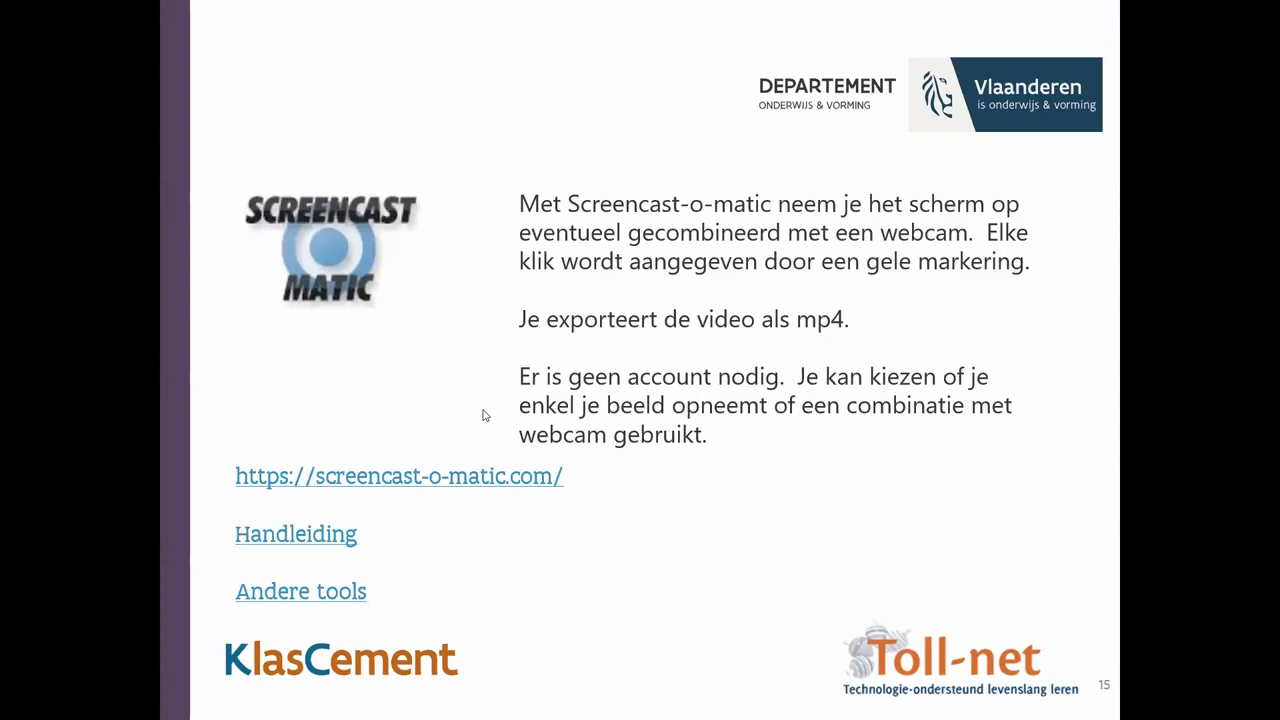 DEPARTEMENT
ONDERWIJS & VORMING
Vlaanderen
is onderwijs & vorming
SCREENCAST
MATIC
Met Screencast-o-matic neem je het scherm op
eventueel gecombineerd met een webcam.  Elke
klik wordt aangegeven door een gele markering.
Je exporteert de video als mp4.
Er is geen account nodig.  Je kan kiezen of je
enkel je beeld opneemt of een combinatie met
webcam gebruikt.
https://screencast-o-matic.com/
Handleiding
Andere tools
KlasCement
Toll-net
Technologie-ondersteund levenslang leren
15